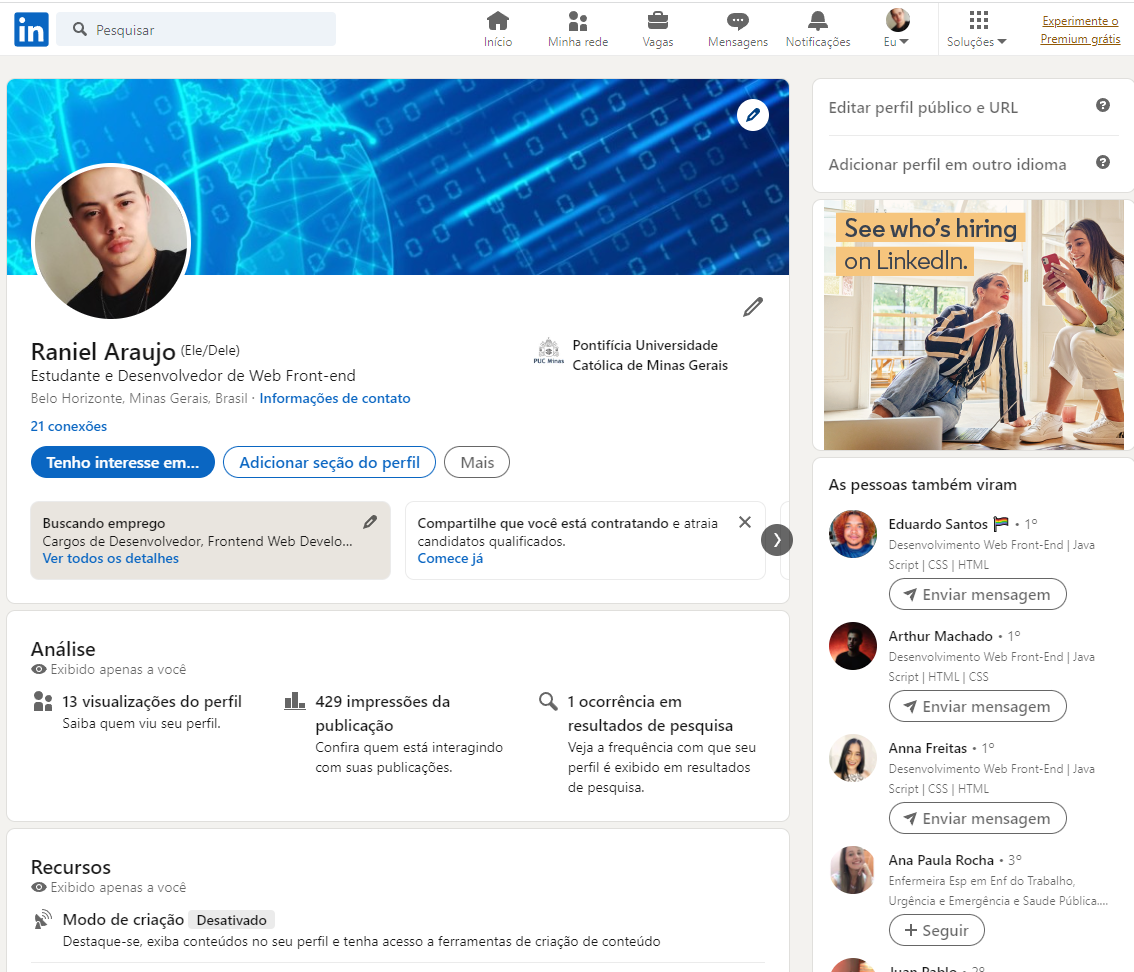 in
Pesquisar
Início
Minha rede
Vagas
Mensagens
Notificações
Eu
Soluções
Experimente o
Premium grátis
Raniel Araujo (Ele/Dele)
Estudante e Desenvolvedor de Web Front-end
Belo Horizonte, Minas Gerais, Brasil · Informações de contato
21 conexões
PUC Minas
Pontifícia Universidade
Católica de Minas Gerais
Tenho interesse em...
Adicionar seção do perfil
Mais
Buscando emprego
Cargos de Desenvolvedor, Frontend Web Develo...
Ver todos os detalhes
Compartilhe que você está contratando e atraia
candidatos qualificados.
Comece já
Análise
Exibido apenas a você
13 visualizações do perfil
Saiba quem viu seu perfil.
429 impressões da
publicação
Confira quem está interagindo
com suas publicações.
1 ocorrência em
resultados de pesquisa
Veja a frequência com que seu
perfil é exibido em resultados
de pesquisa.
Recursos
Exibido apenas a você
Modo de criação Desativado
Destaque-se, exiba conteúdos no seu perfil e tenha acesso a ferramentas de criação de conteúdo
Editar perfil público e URL
Adicionar perfil em outro idioma
See who's hiring
on LinkedIn.
As pessoas também viram
Eduardo Santos 🏳️‍🌈 • 1º
Desenvolvimento Web Front-End | Java
Script | CSS | HTML
Enviar mensagem
Arthur Machado • 1º
Desenvolvimento Web Front-End | Java
Script | HTML | CSS
Enviar mensagem
Anna Freitas • 1º
Desenvolvimento Web Front-End | Java
Script | CSS | HTML
Enviar mensagem
Ana Paula Rocha • 3º
Enfermeira Esp em Enf do Trabalho,
Urgência e Emergência e Saude Pública....
+ Seguir
Juan Pablo • 2º